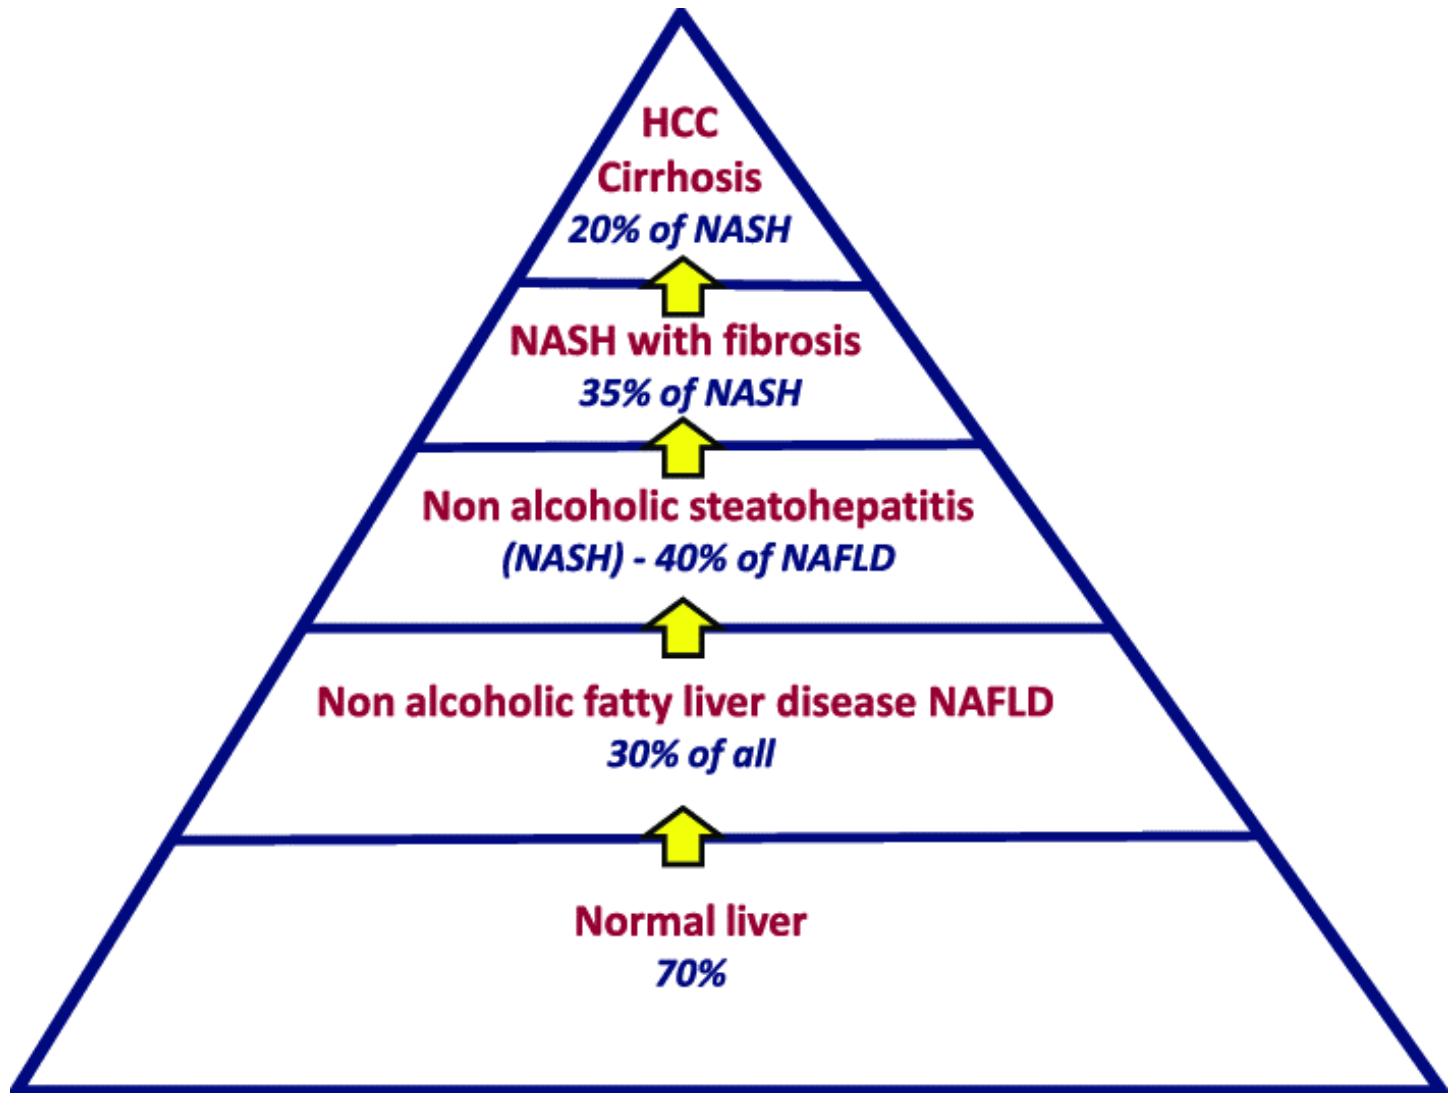 HCC
Cirrhosis
20% of NASH
NASH with fibrosis
35% of NASH
Non alcoholic steatohepatitis
(NASH) - 40% of NAFLD
Non alcoholic fatty liver disease NAFLD
30% of all
Normal liver
70%